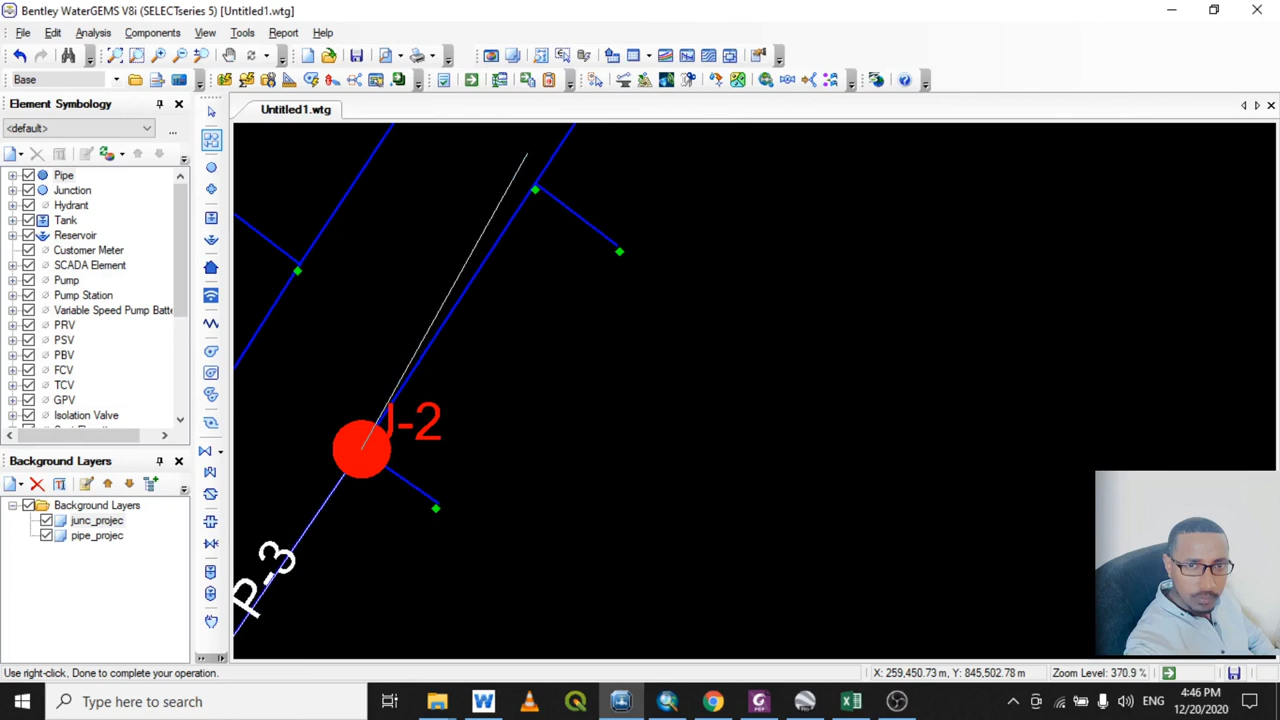 Bentley WaterGEMS V8i (SELECTseries 5) [Untitled1.wtg]
File Edit Analysis Components View Tools Report Help
Base
Element Symbology
<default>
...
Pipe
Junction
Hydrant
Tank
Reservoir
Customer Meter
SCADA Element
Pump
Pump Station
Variable Speed Pump Batte
PRV
PSV
PBV
FCV
TCV
GPV
Isolation Valve
Background Layers
Background Layers
junc_projec
pipe_projec
Untitled1.wtg
J-2
P-3
Use right-click, Done to complete your operation.
X: 259,450.73 m, Y: 845,502.78 m
Zoom Level: 370.9 %
Type here to search
ENG
4:46 PM
12/20/2020